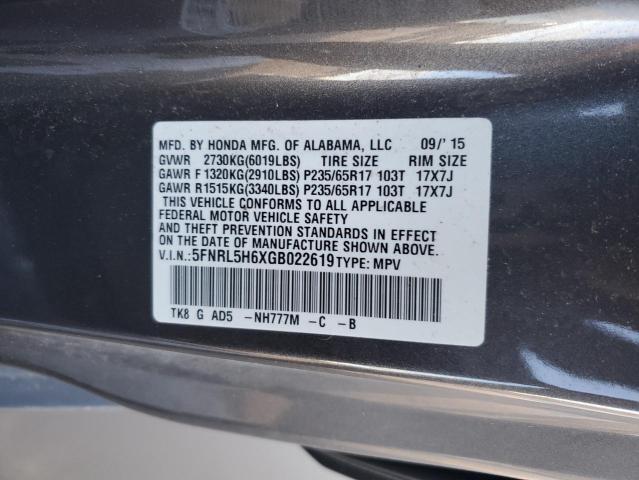 MFD. BY HONDA MFG. OF ALABAMA, LLC 09/'15
GVWR 2730KG(6019LBS) TIRE SIZE RIM SIZE
GAWR F1320KG(2910LBS) P235/65R17 103T 17X7J
GAWR R1515KG(3340LBS) P235/65R17 103T 17X7J
THIS VEHICLE CONFORMS TO ALL APPLICABLE
FEDERAL MOTOR VEHICLE SAFETY
AND THEFT PREVENTION STANDARDS IN EFFECT
ON THE DATE OF MANUFACTURE SHOWN ABOVE.
V.I.N.:5FNRL5H6XGB022619 TYPE: MPV
TK8 G AD5 -NH777M -C -B